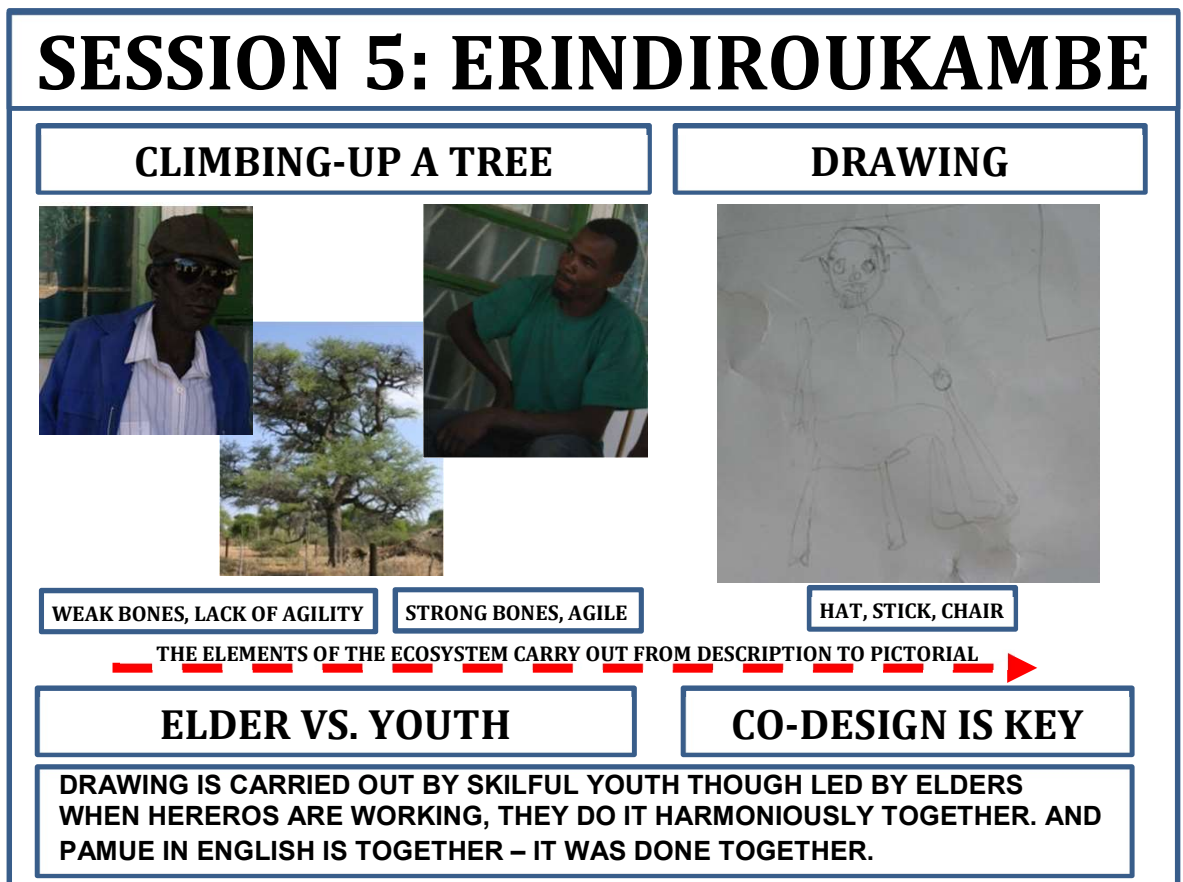 SESSION 5: ERINDIROUKAMBE
CLIMBING-UP A TREE
DRAWING
WEAK BONES, LACK OF AGILITY
STRONG BONES, AGILE
HAT, STICK, CHAIR
THE ELEMENTS OF THE ECOSYSTEM CARRY OUT FROM DESCRIPTION TO PICTORIAL
ELDER VS. YOUTH
CO-DESIGN IS KEY
DRAWING IS CARRIED OUT BY SKILFUL YOUTH THOUGH LED BY ELDERS
WHEN HEREROS ARE WORKING, THEY DO IT HARMONIOUSLY TOGETHER. AND
PAMUE IN ENGLISH IS TOGETHER – IT WAS DONE TOGETHER.